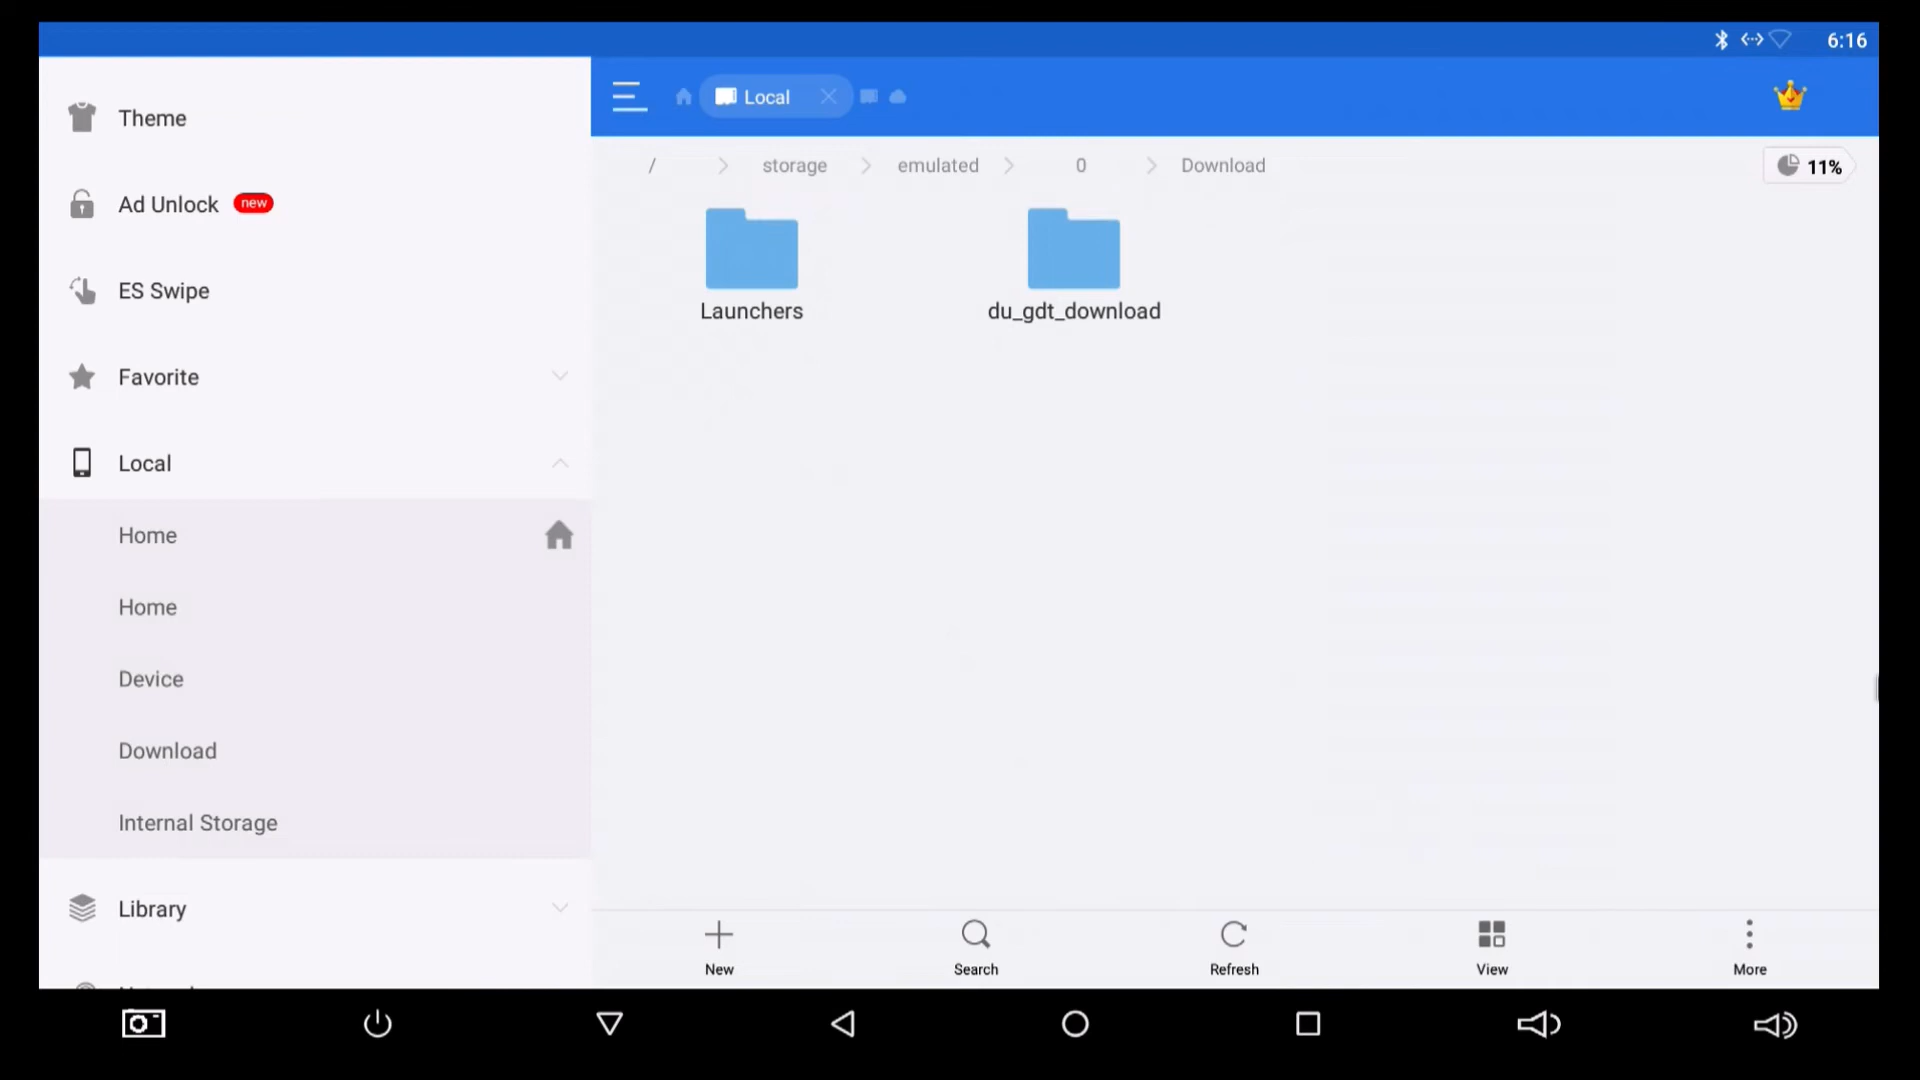 6:16
Theme
Ad Unlock new
ES Swipe
Favorite
Local
Home
Home
Device
Download
Internal Storage
Library
Local
/ storage emulated 0 Download
11%
Launchers
du_gdt_download
New
Search
Refresh
View
More